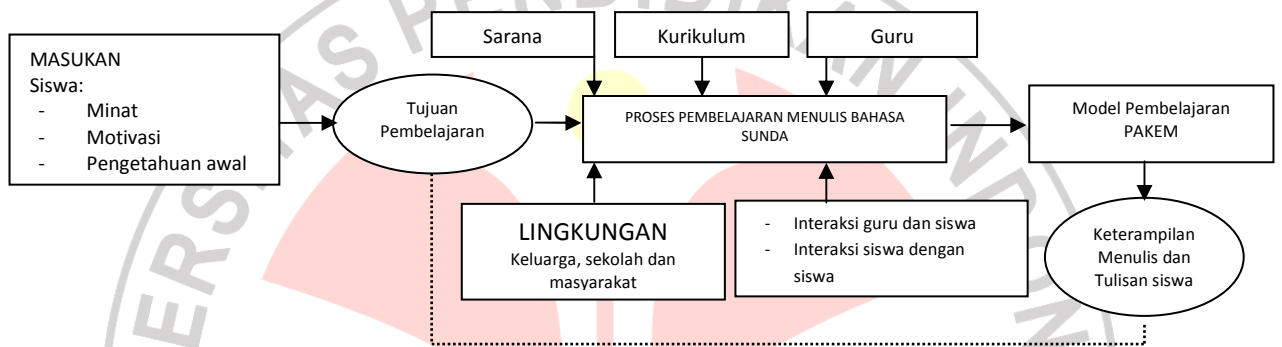 Sarana
Kurikulum
Guru
MASUKAN
Siswa:
- Minat
- Motivasi
- Pengetahuan awal
Tujuan
Pembelajaran
PROSES PEMBELAJARAN MENULIS BAHASA
SUNDA
Model Pembelajaran
PAKEM
LINGKUNGAN
Keluarga, sekolah dan
masyarakat
- Interaksi guru dan siswa
- Interaksi siswa dengan
siswa
Keterampilan
Menulis dan
Tulisan siswa